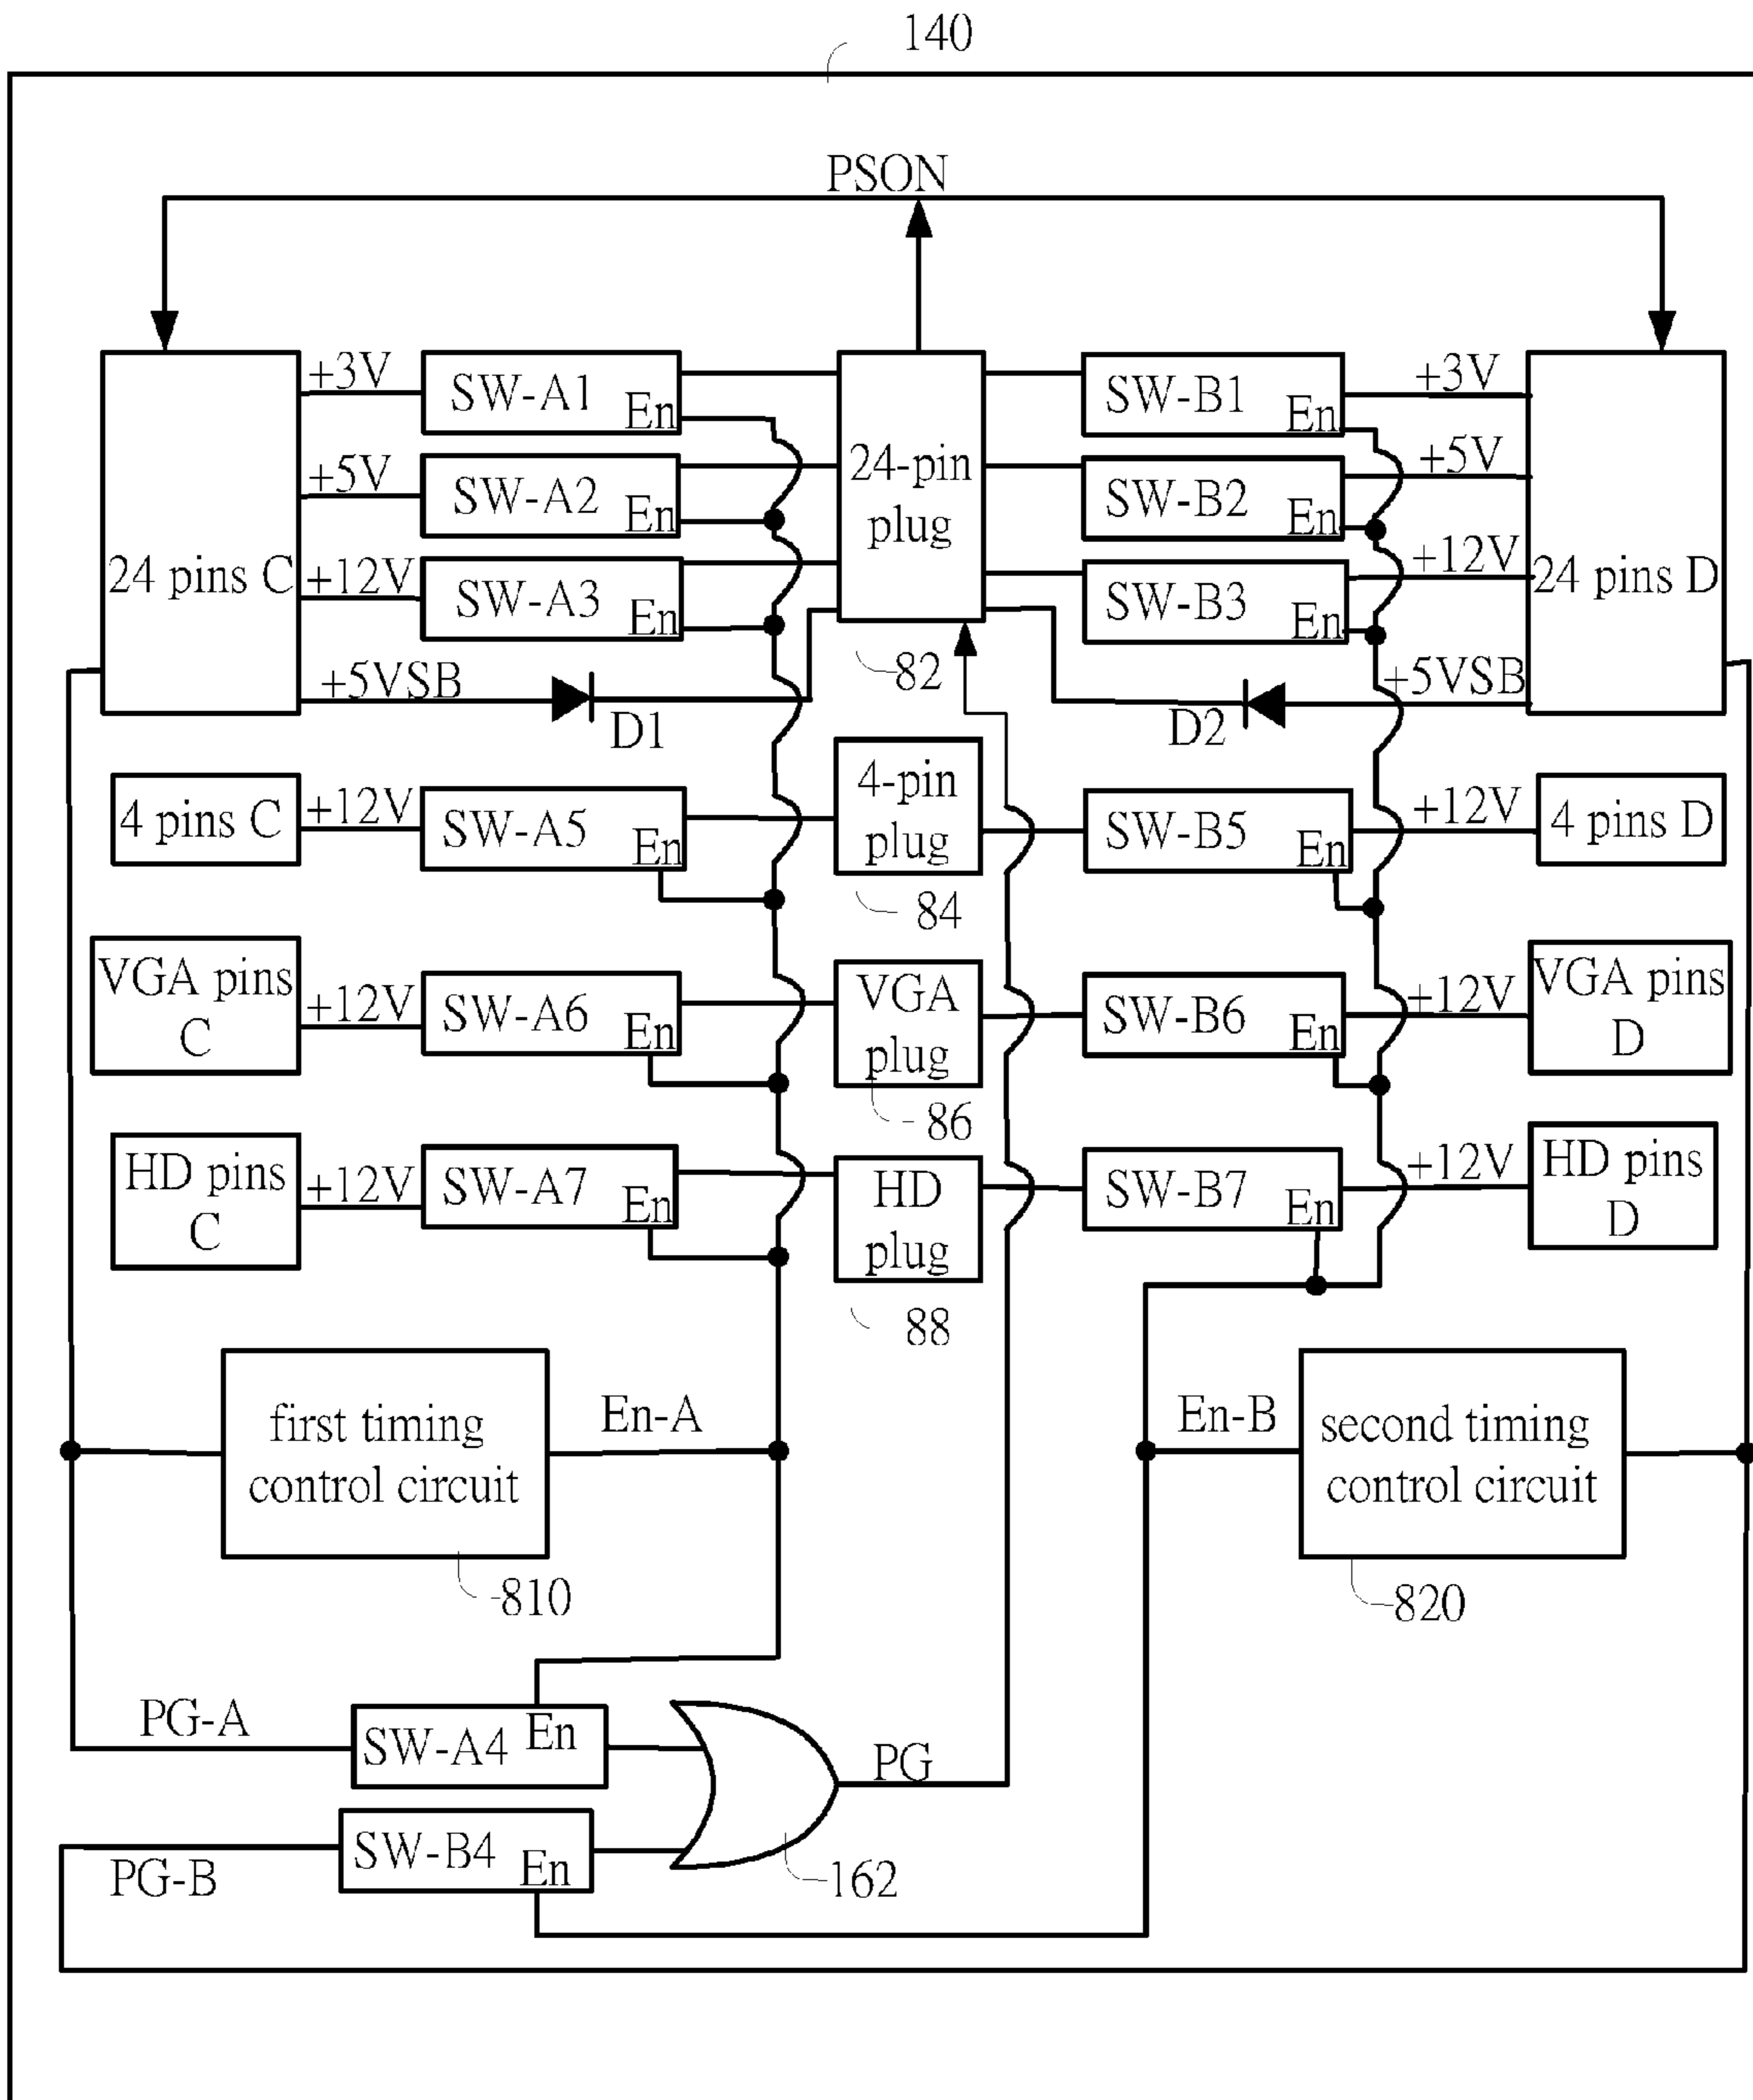 140
PSON
+3V
SW-A1
En
+5V
SW-A2
En
+12V
SW-A3
En
24 pins C
+5VSB
D1
24-pin
plug
82
SW-B1
En
+3V
SW-B2
En
+5V
SW-B3
En
+12V
24 pins D
+5VSB
D2
4 pins C
+12V
SW-A5
En
4-pin
plug
84
SW-B5
En
+12V
4 pins D
VGA pins
C
+12V
SW-A6
En
VGA
plug
86
SW-B6
En
+12V
VGA pins
D
HD pins
C
+12V
SW-A7
En
HD
plug
88
SW-B7
En
+12V
HD pins
D
first timing
control circuit
810
En-A
En-B
second timing
control circuit
820
PG-A
SW-A4
En
PG
PG-B
SW-B4
En
162